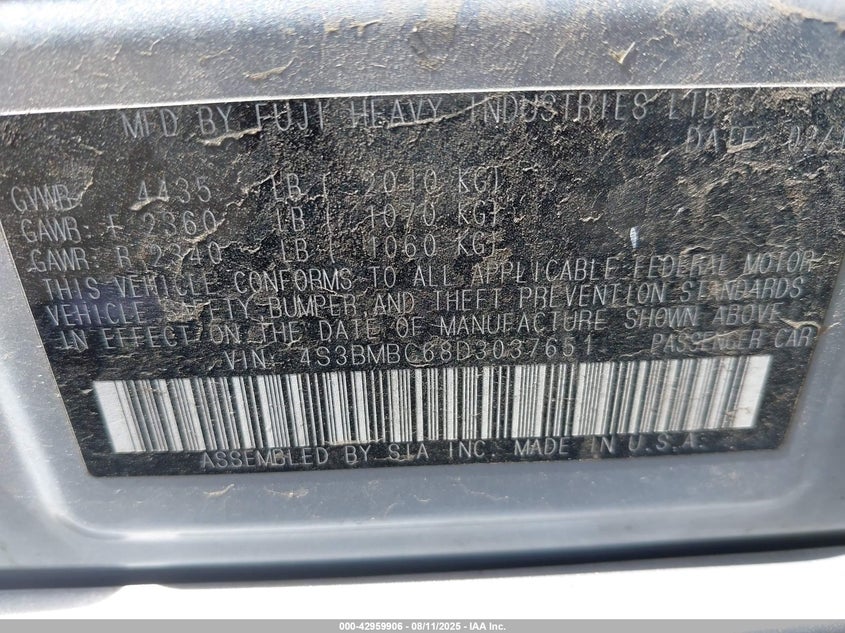 MFD BY FUJI HEAVY INDUSTRIES LTD.
DATE 03/1
GVWR 4435 LB ( 2010 KG)
GAWR: F 2360 LB ( 1070 KG)
GAWR: R 2340 LB ( 1060 KG)
THIS VEHICLE CONFORMS TO ALL APPLICABLE FEDERAL MOTOR
VEHICLE SAFETY, BUMPER, AND THEFT PREVENTION STANDARDS
IN EFFECT ON THE DATE OF MANUFACTURE SHOWN ABOVE.
VIN: 4S3BMBC68D3037651 PASSENGER CAR
ASSEMBLED BY SIA INC. MADE IN U.S.A.
000-42959906 - 08/11/2025 - IAA Inc.